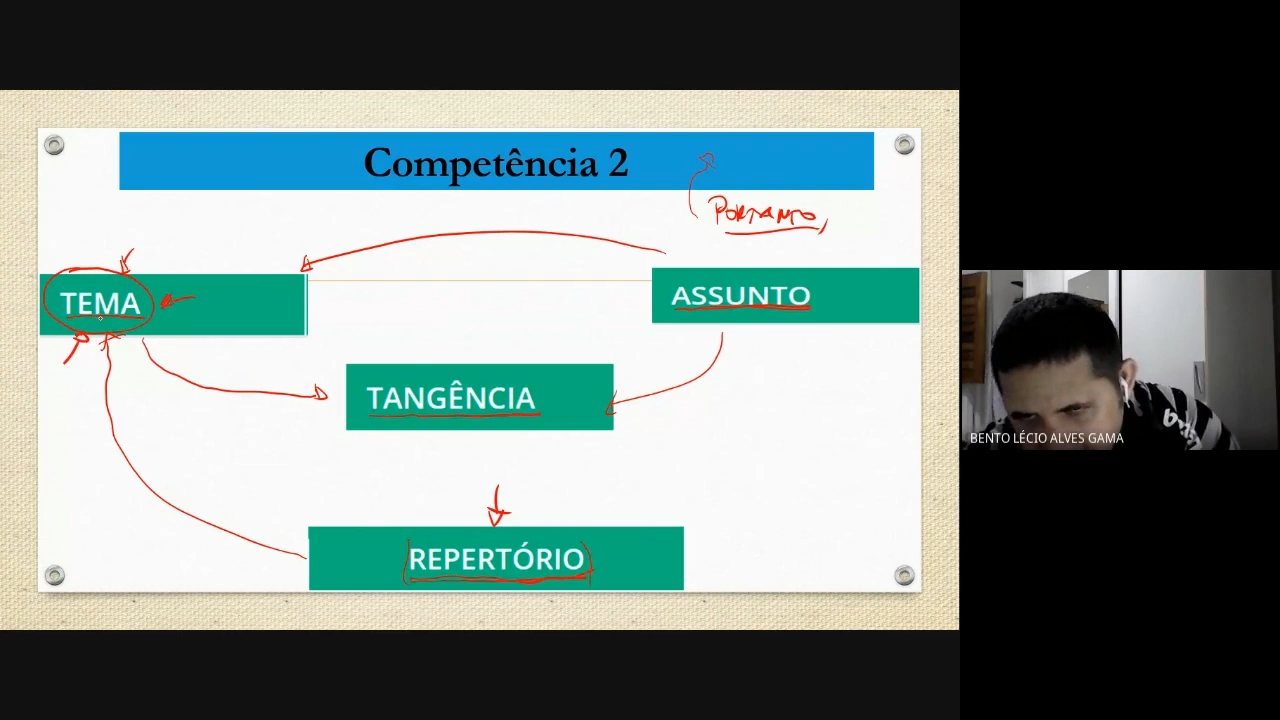 Competência 2
PORTANTO,
TEMA
ASSUNTO
TANGÊNCIA
REPERTÓRIO
BENTO LÉCIO ALVES GAMA